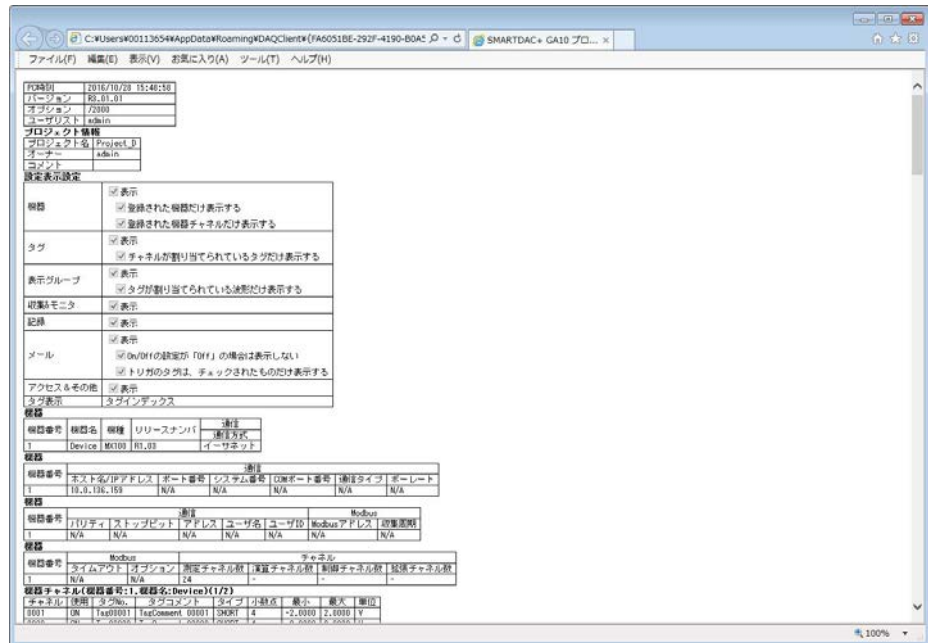 C:¥Users¥00113654¥AppData¥Roaming¥DAQClient¥{FA6051BE-292F-4190-B0A5
SMARTDAC+ GA10 プロ...
ファイル(F) 編集(E) 表示(V) お気に入り(A) ツール(T) ヘルプ(H)
PC時刻 2016/10/28 15:48:58
バージョン R3.01.01
オプション /2000
ユーザリスト admin
プロジェクト情報
プロジェクト名 Project_D
オーナー admin
コメント
設定表示設定
機器
表示
登録された機器だけ表示する
登録された機器チャネルだけ表示する
タグ
表示
チャネルが割り当てられているタグだけ表示する
表示グループ
表示
タグが割り当てられている波形だけ表示する
収集&モニタ 表示
記録 表示
メール
表示
On/Offの設定が「Off」の場合は表示しない
トリガのタグは、チェックされたものだけ表示する
アクセス&その他 表示
タグ表示 タグインデックス
機器
機器番号 機器名 機種 リリースナンバ 通信
通信方式
1 Device MX100 R1.03 イーサネット
機器
機器番号 通信
ホスト名/IPアドレス ポート番号 システム番号 COMポート番号 通信タイプ ボーレート
1 10.0.136.159 N/A N/A N/A N/A N/A
機器
機器番号 通信 Modbus
パリティ ストップビット アドレス ユーザ名 ユーザID Modbusアドレス 収集周期
1 N/A N/A N/A N/A N/A N/A N/A
機器
機器番号 Modbus チャネル
タイムアウト オプション 測定チャネル数 演算チャネル数 制御チャネル数 拡張チャネル数
1 N/A N/A 24 - - -
機器チャネル(機器番号:1,機器名:Device)(1/2)
チャネル 使用 タグNo. タグコメント タイプ 小数点 最小 最大 単位
0001 ON Tag00001 TagComment 00001 SHORT 4 -2.0000 2.0000 V
100%